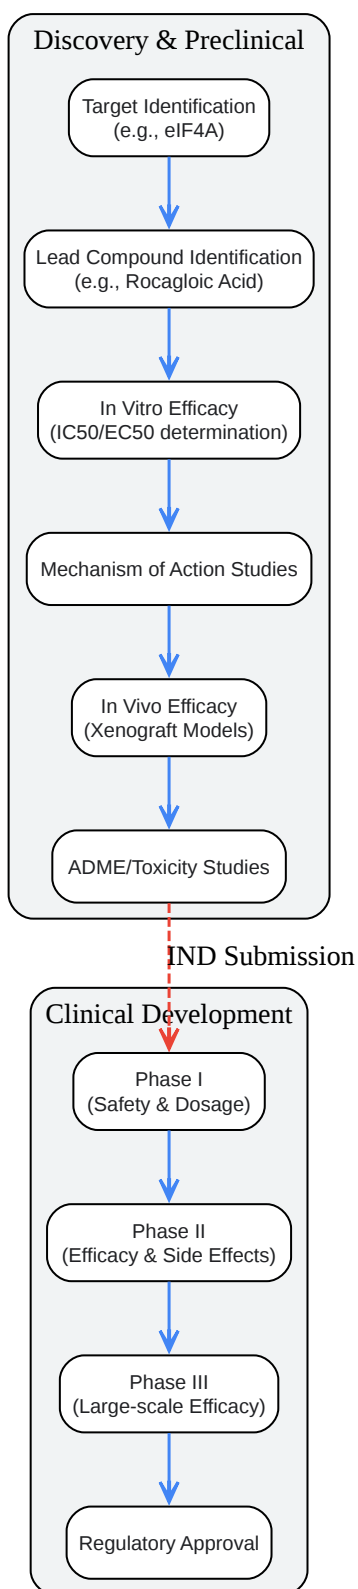 Discovery & Preclinical
Target Identification
(e.g., eIF4A)
Lead Compound Identification
(e.g., Rocagloic Acid)
In Vitro Efficacy
(IC50/EC50 determination)
Mechanism of Action Studies
In Vivo Efficacy
(Xenograft Models)
ADME/Toxicity Studies
IND Submission
Clinical Development
Phase I
(Safety & Dosage)
Phase II
(Efficacy & Side Effects)
Phase III
(Large-scale Efficacy)
Regulatory Approval